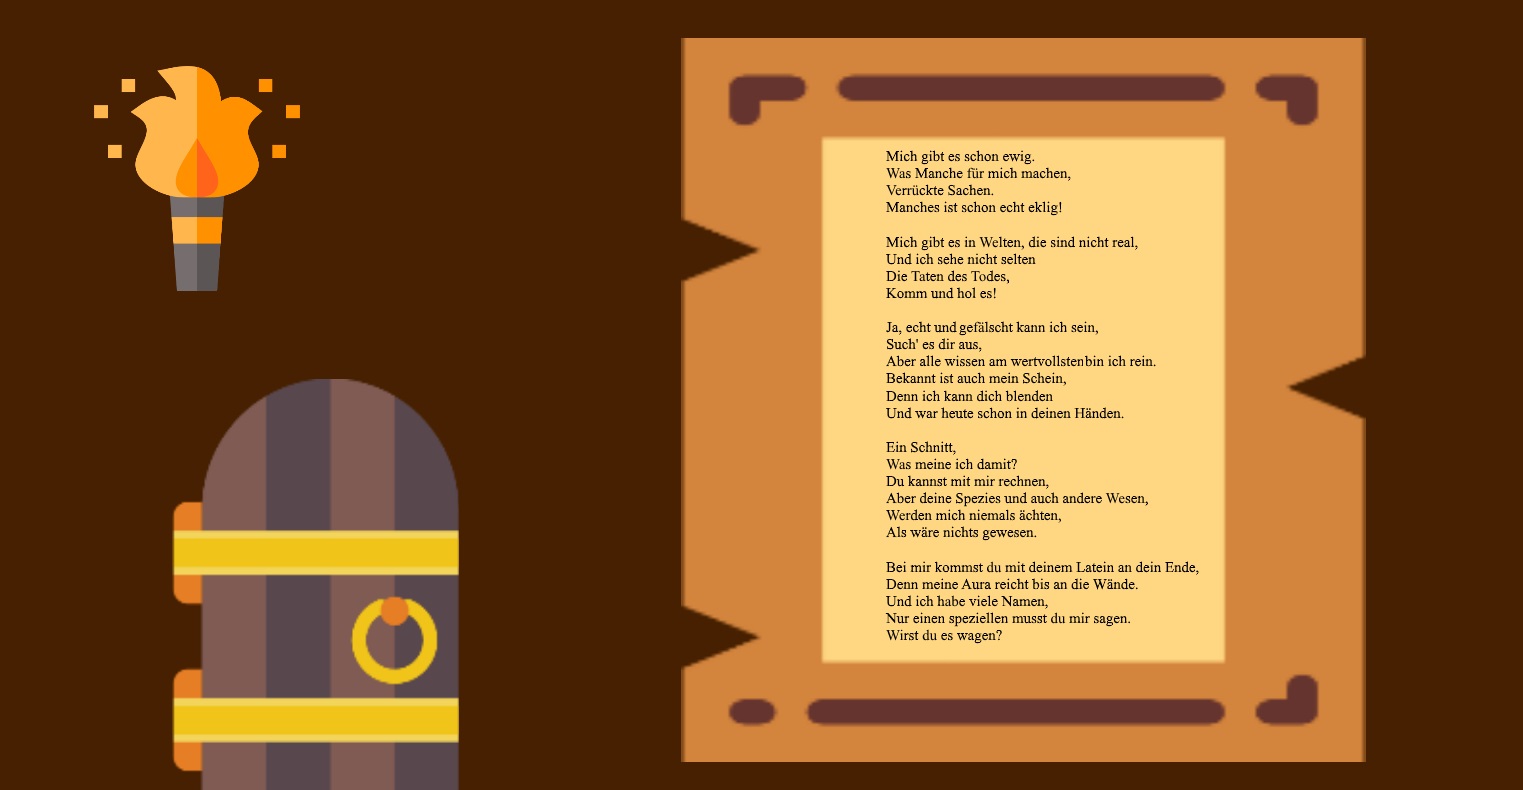 Mich gibt es schon ewig.
Was Manche für mich machen,
Verrückte Sachen.
Manches ist schon echt eklig!
Mich gibt es in Welten, die sind nicht real,
Und ich sehe nicht selten
Die Taten des Todes,
Komm und hol es!
Ja, echt und gefälscht kann ich sein,
Such' es dir aus,
Aber alle wissen am wertvollsten bin ich rein.
Bekannt ist auch mein Schein,
Denn ich kann dich blenden
Und war heute schon in deinen Händen.
Ein Schnitt,
Was meine ich damit?
Du kannst mit mir rechnen,
Aber deine Spezies und auch andere Wesen,
Werden mich niemals ächten,
Als wäre nichts gewesen.
Bei mir kommst du mit deinem Latein an dein Ende,
Denn meine Aura reicht bis an die Wände.
Und ich habe viele Namen,
Nur einen speziellen musst du mir sagen.
Wirst du es wagen?